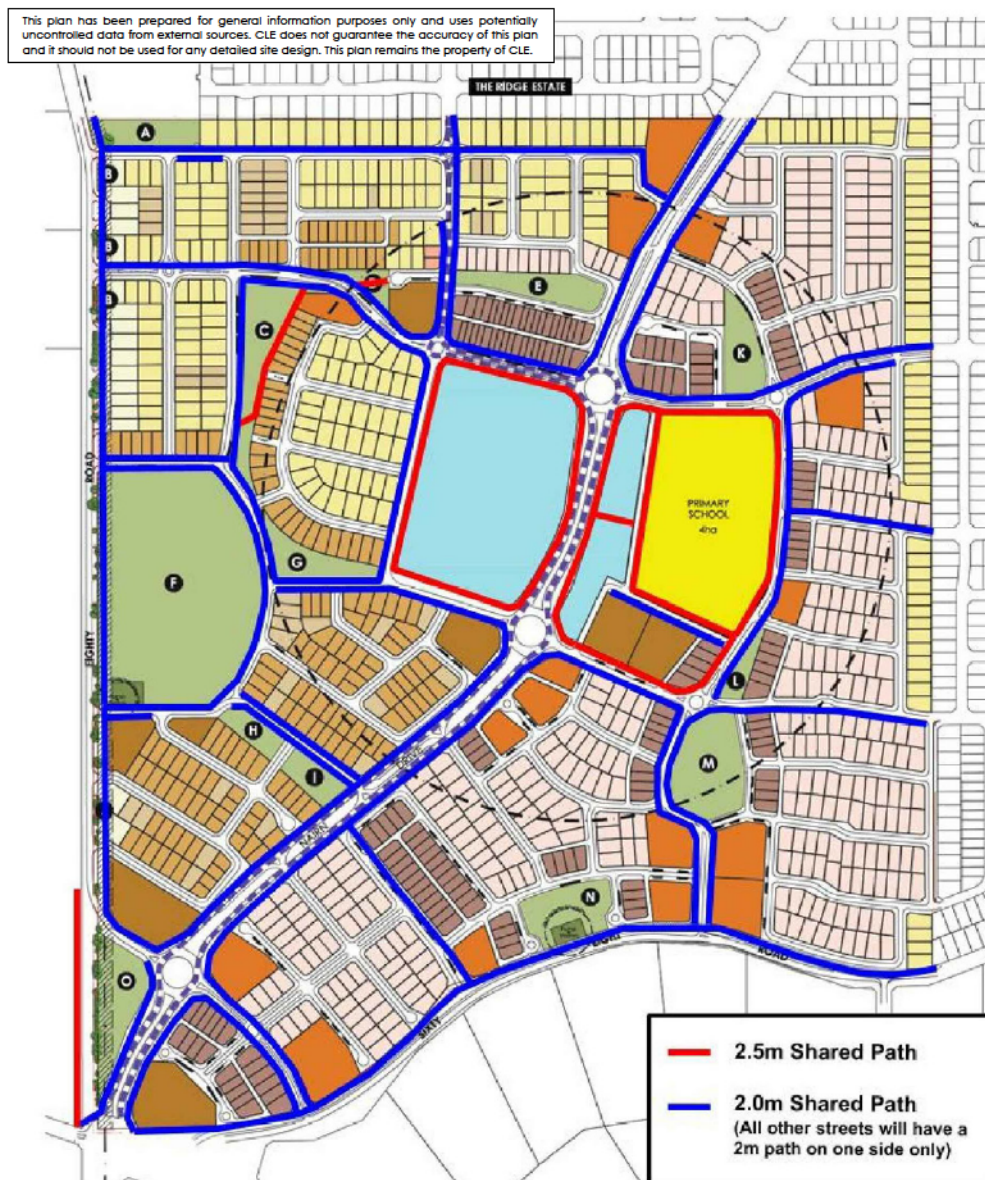 This plan has been prepared for general information purposes only and uses potentially
uncontrolled data from external sources. CLE does not guarantee the accuracy of this plan
and it should not be used for any detailed site design. This plan remains the property of CLE.
THE RIDGE ESTATE
A
B
B
B
C
E
K
ROAD
PRIMARY
SCHOOL
4ha
G
F
EIGHTY
L
H
M
I
N
EIGHT
ROAD
O
SIXTY
2.5m Shared Path
2.0m Shared Path
(All other streets will have a
2m path on one side only)